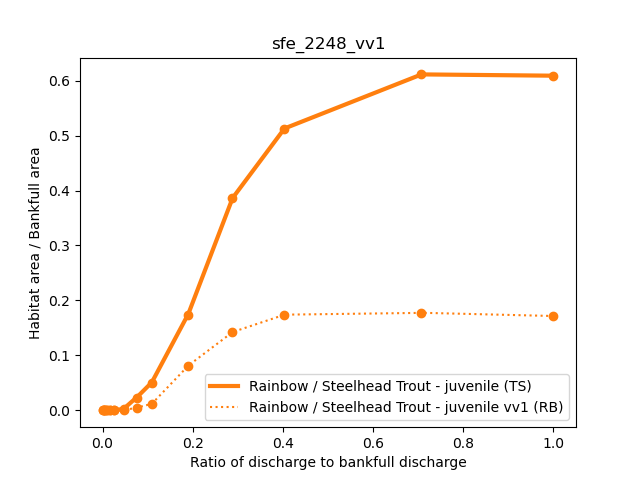 sfe_2248_vv1
Habitat area / Bankfull area
0.6
0.5
0.4
0.3
0.2
0.1
0.0
Rainbow / Steelhead Trout - juvenile (TS)
Rainbow / Steelhead Trout - juvenile vv1 (RB)
0.0 0.2 0.4 0.6 0.8 1.0
Ratio of discharge to bankfull discharge